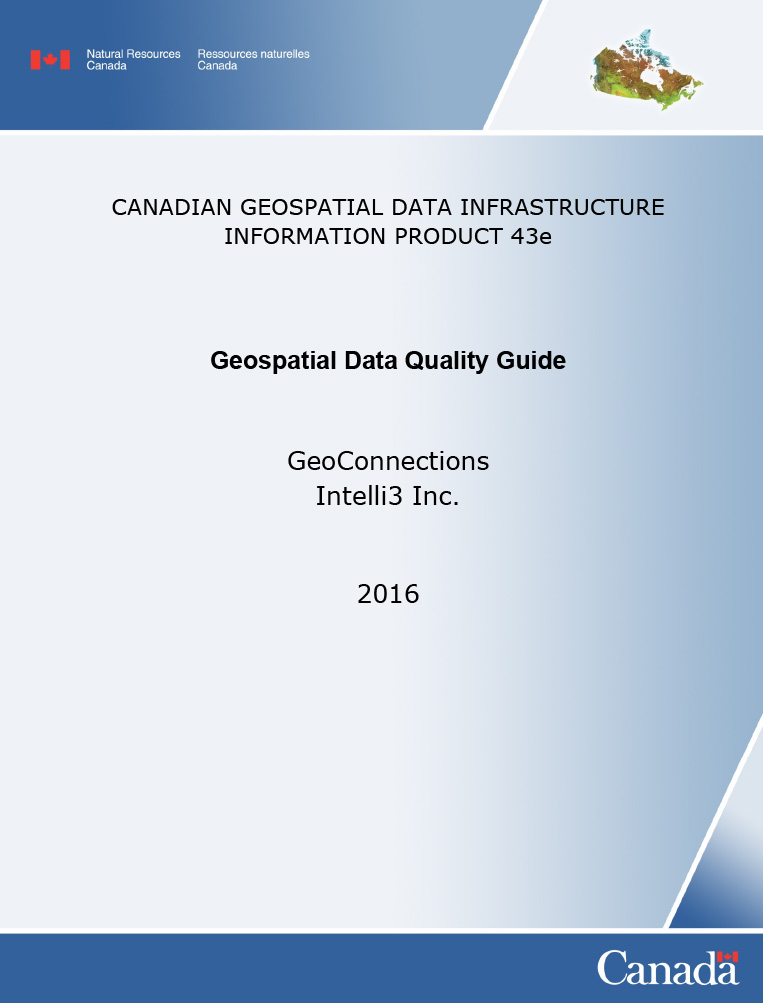 Natural Resources Ressources naturelles
Canada Canada
CANADIAN GEOSPATIAL DATA INFRASTRUCTURE
INFORMATION PRODUCT 43e
Geospatial Data Quality Guide
GeoConnections
Intelli3 Inc.
2016
Canada